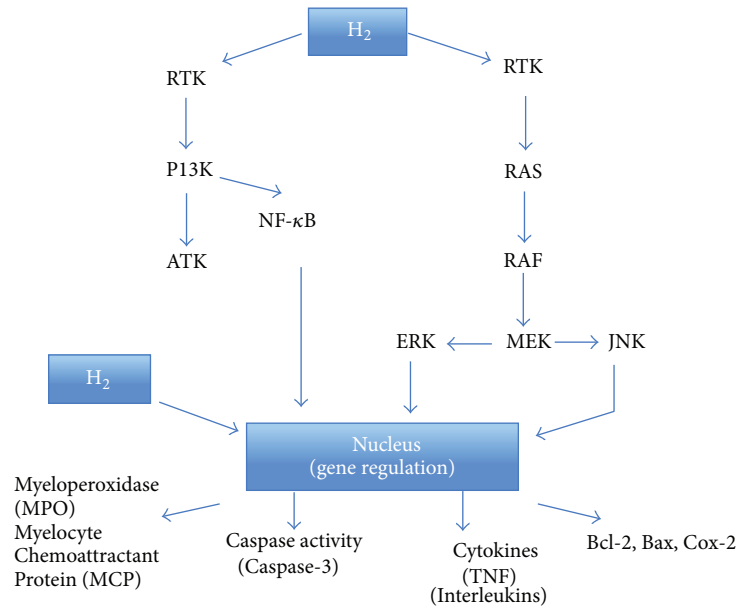 H₂
RTK
RTK
P13K
RAS
NF-κB
ATK
RAF
ERK
MEK
JNK
H₂
Nucleus
(gene regulation)
Myeloperoxidase
(MPO)
Myelocyte
Chemoattractant
Protein (MCP)
Caspase activity
(Caspase-3)
Cytokines
(TNF)
(Interleukins)
Bcl-2, Bax, Cox-2